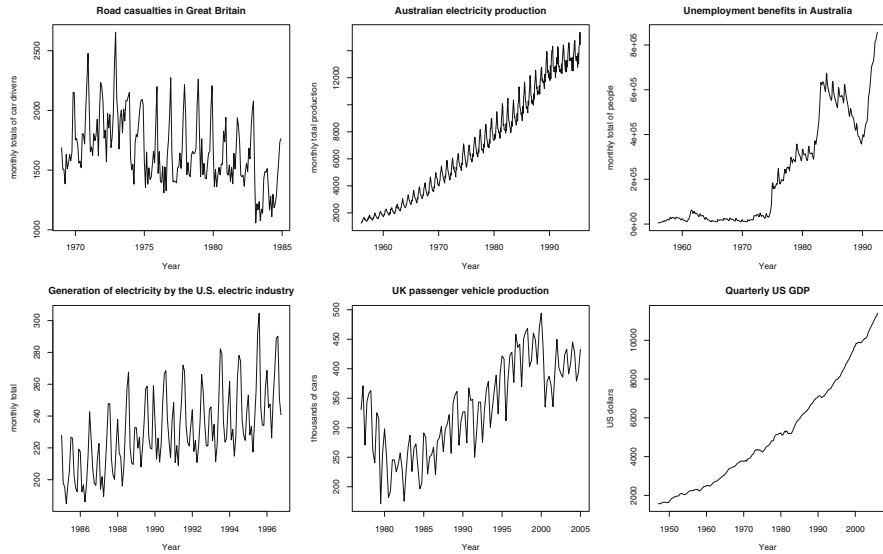 Road casualties in Great Britain
monthly totals of car drivers
1000 1500 2000 2500
1970 1975 1980 1985
Year
Australian electricity production
monthly total production
2000 4000 6000 8000 12000
1960 1970 1980 1990
Year
Unemployment benefits in Australia
monthly total of people
0e+00 2e+05 4e+05 6e+05 8e+05
1960 1970 1980 1990
Year
Generation of electricity by the U.S. electric industry
monthly total
200 220 240 260 280 300
1986 1988 1990 1992 1994 1996
Year
UK passenger vehicle production
thousands of cars
200 250 300 350 400 450 500
1980 1985 1990 1995 2000 2005
Year
Quarterly US GDP
US dollars
2000 4000 6000 8000 10000
1950 1960 1970 1980 1990 2000
Year